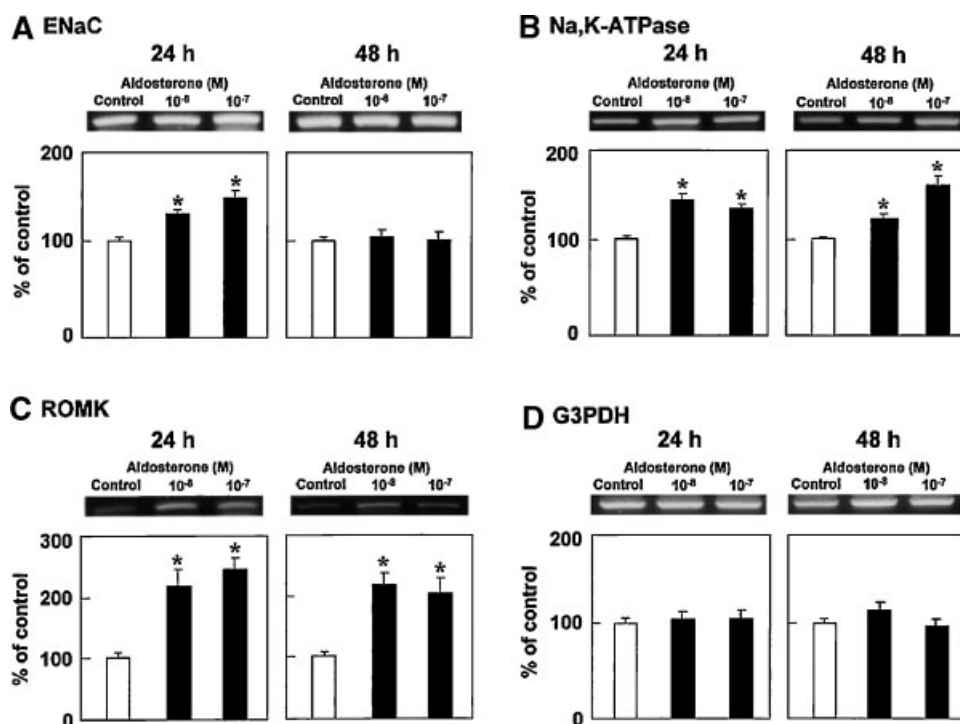 A ENaC
24 h
48 h
Aldosterone (M)
Aldosterone (M)
Control 10-8 10-7
Control 10-8 10-7
% of control
200
100
0
*
*
B Na,K-ATPase
24 h
48 h
Aldosterone (M)
Aldosterone (M)
Control 10-8 10-7
Control 10-8 10-7
% of control
200
100
0
*
*
*
*
C ROMK
24 h
48 h
Aldosterone (M)
Aldosterone (M)
Control 10-8 10-7
Control 10-8 10-7
% of control
300
200
100
0
*
*
*
*
D G3PDH
24 h
48 h
Aldosterone (M)
Aldosterone (M)
Control 10-8 10-7
Control 10-8 10-7
% of control
200
100
0